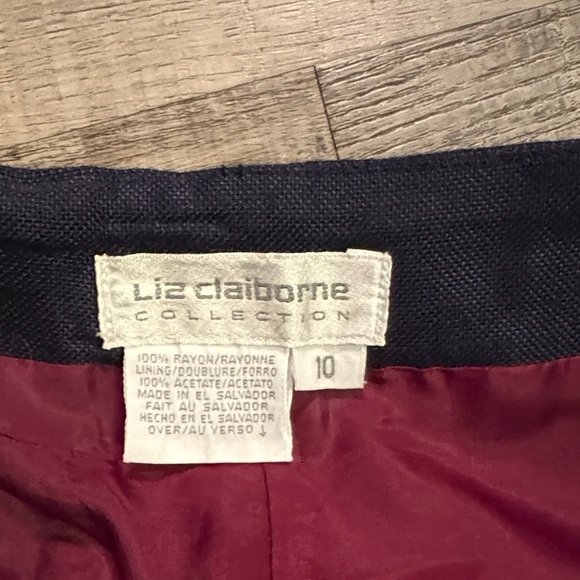 Liz claiborne
COLLECTION
10
100% RAYON/RAYONNE
LINING/DOUBLURE/FORRO
100% ACETATE/ACETATO
MADE IN EL SALVADOR
FAIT AU SALVADOR
HECHO EN EL SALVADOR
OVER/AU VERSO ↓